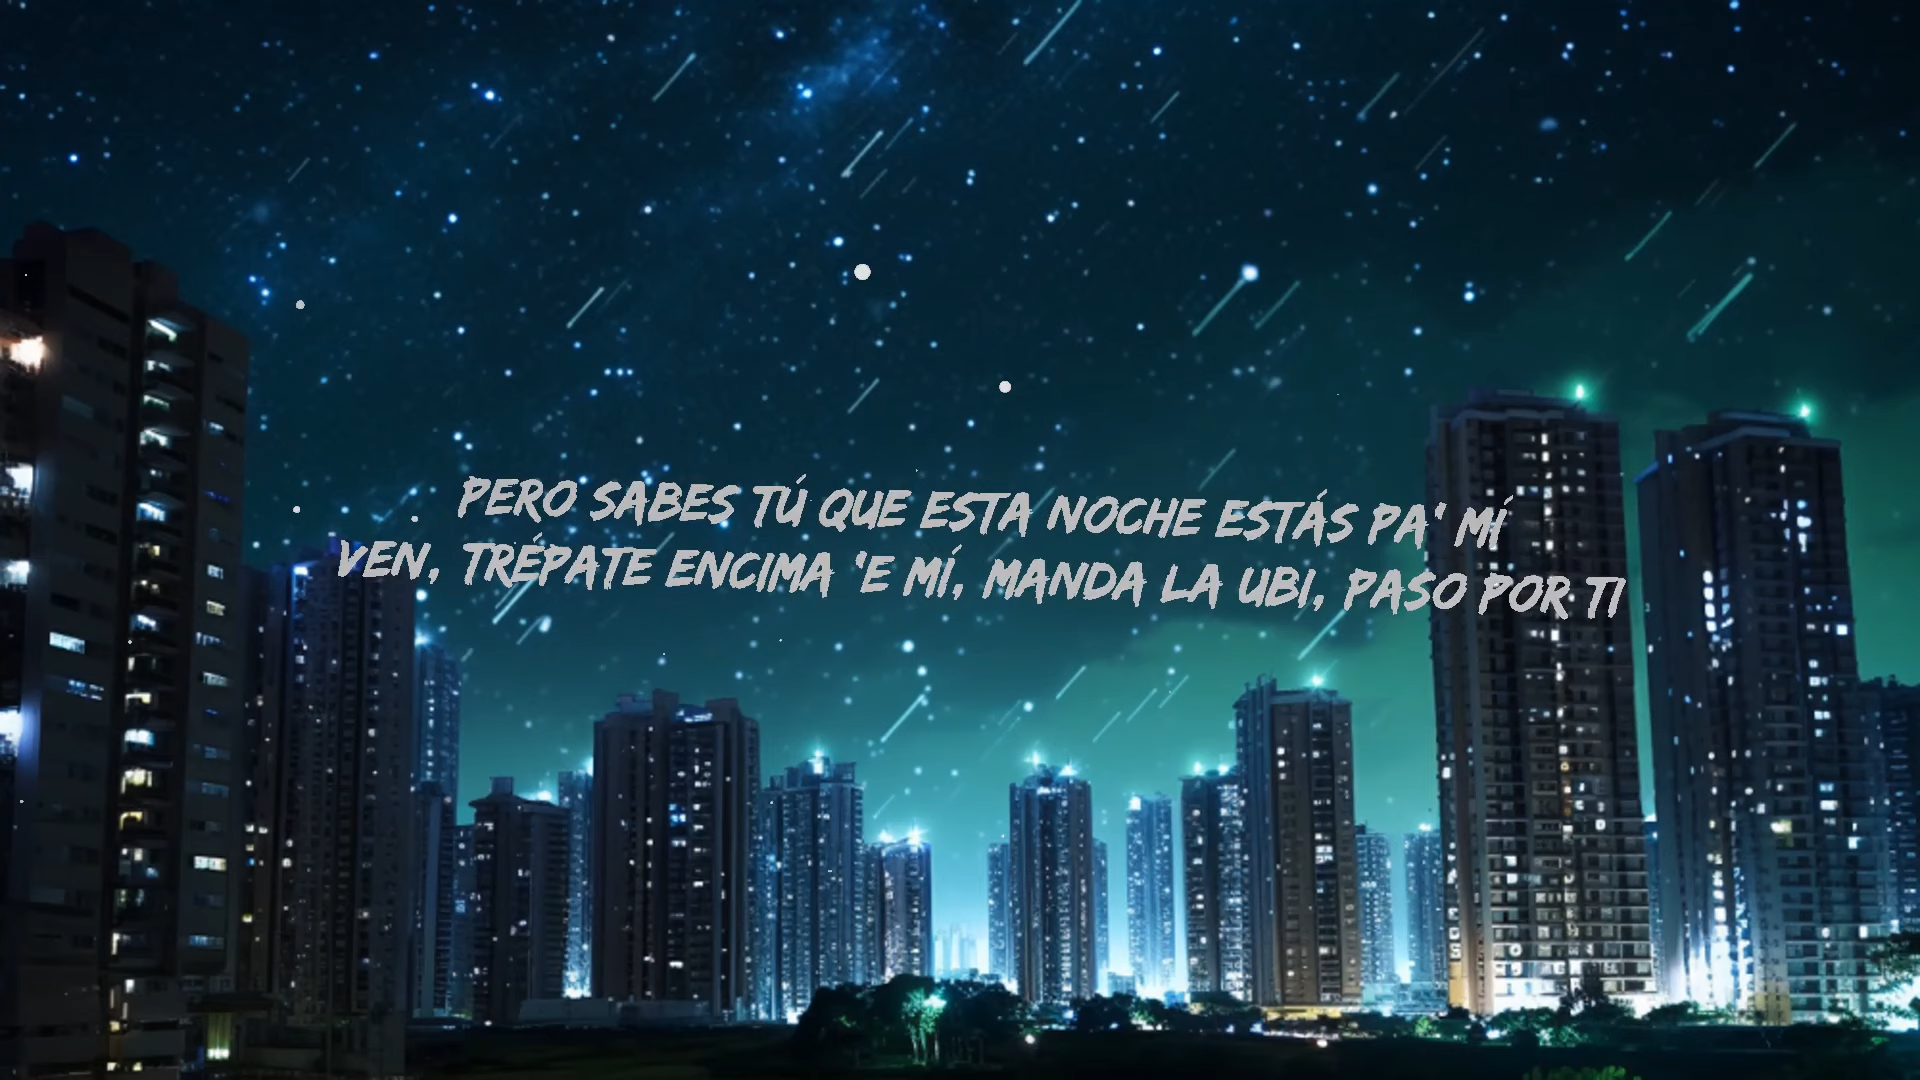 PERO SABES TÚ QUE ESTA NOCHE ESTÁS PA' MÍ
VEN, TRÉPATE ENCIMA 'E MÍ, MANDA LA UBI, PASO POR TI